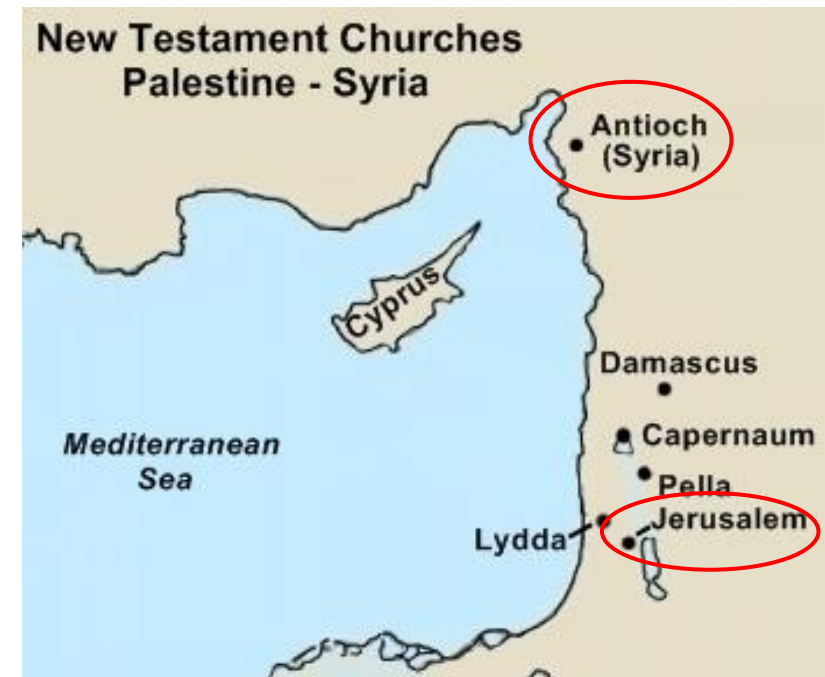 New Testament Churches
Palestine - Syria
Antioch
(Syria)
Cyprus
Damascus
Mediterranean
Sea
Capernaum
Pella
Jerusalem
Lydda